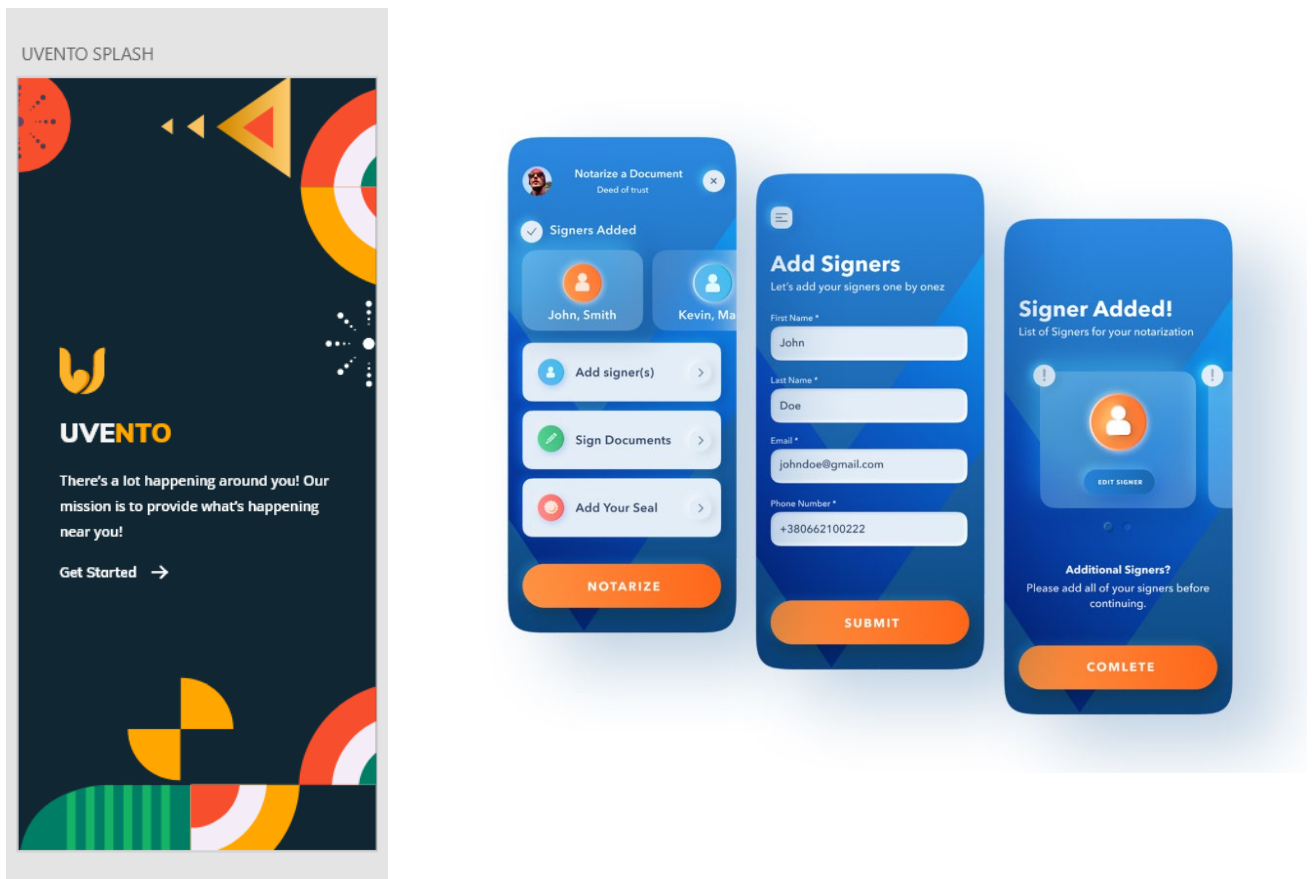 UVENTO SPLASH
UVENTO
There's a lot happening around you! Our
mission is to provide what's happening
near you!
Get Started
Notarize a Document
Deed of trust
Signers Added
John, Smith
Kevin, Ma
Add signer(s)
Sign Documents
Add Your Seal
NOTARIZE
Add Signers
Let's add your signers one by onez
First Name *
John
Last Name *
Doe
Email *
johndoe@gmail.com
Phone Number *
+380662100222
SUBMIT
Signer Added!
List of Signers for your notarization
!
!
EDIT SIGNER
Additional Signers?
Please add all of your signers before
continuing.
COMLETE